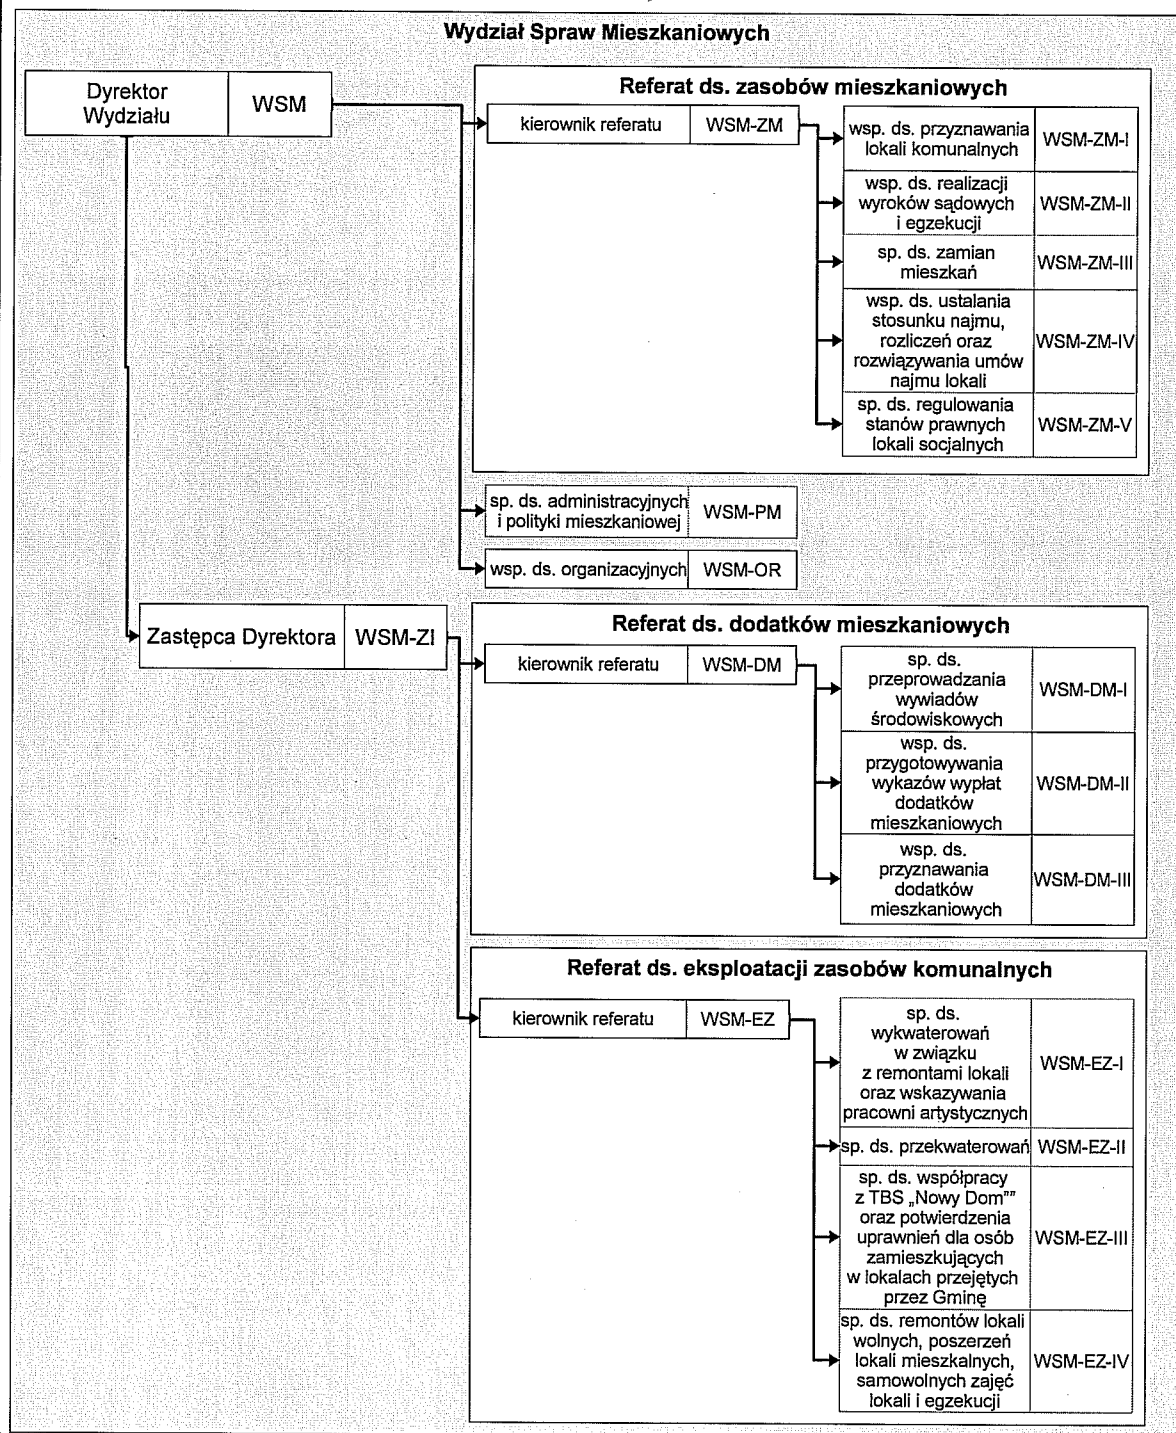 Wydział Spraw Mieszkaniowych
Dyrektor
Wydziału
WSM
Referat ds. zasobów mieszkaniowych
kierownik referatu
WSM-ZM
wsp. ds. przyznawania
lokali komunalnych
WSM-ZM-I
wsp. ds. realizacji
wyroków sądowych
i egzekucji
WSM-ZM-II
sp. ds. zamian
mieszkań
WSM-ZM-III
wsp. ds. ustalania
stosunku najmu,
rozliczeń oraz
rozwiązywania umów
najmu lokali
WSM-ZM-IV
sp. ds. regulowania
stanów prawnych
lokali socjalnych
WSM-ZM-V
sp. ds. administracyjnych
i polityki mieszkaniowej
WSM-PM
wsp. ds. organizacyjnych
WSM-OR
Zastępca Dyrektora
WSM-ZI
Referat ds. dodatków mieszkaniowych
kierownik referatu
WSM-DM
sp. ds.
przeprowadzania
wywiadów
środowiskowych
WSM-DM-I
wsp. ds.
przygotowywania
wykazów wypłat
dodatków
mieszkaniowych
WSM-DM-II
wsp. ds.
przyznawania
dodatków
mieszkaniowych
WSM-DM-III
Referat ds. eksploatacji zasobów komunalnych
kierownik referatu
WSM-EZ
sp. ds.
wykwaterowań
w związku
z remontami lokali
oraz wskazywania
pracowni artystycznych
WSM-EZ-I
sp. ds. przekwaterowań
WSM-EZ-II
sp. ds. współpracy
z TBS „Nowy Dom””
oraz potwierdzenia
uprawnień dla osób
zamieszkujących
w lokalach przejętych
przez Gminę
WSM-EZ-III
sp. ds. remontów lokali
wolnych, poszerzeń
lokali mieszkalnych,
samowolnych zajęć
lokali i egzekucji
WSM-EZ-IV